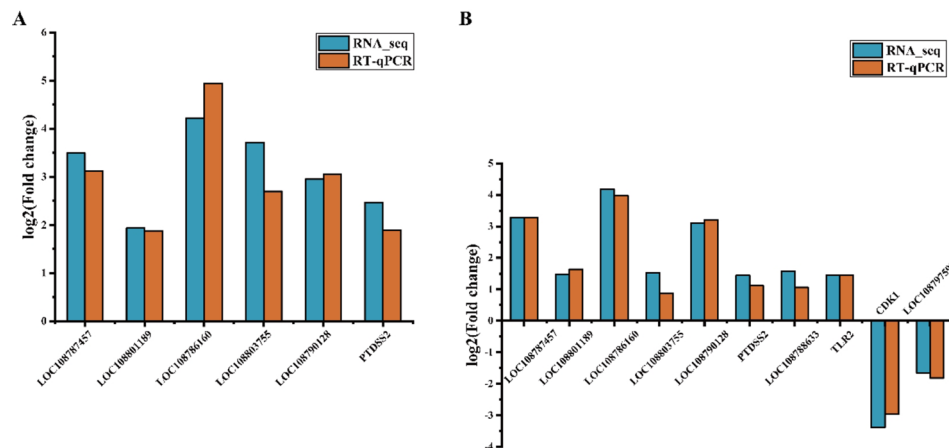 A
B
RNA_seq
RT-qPCR
log2(Fold change)
6
5
4
3
2
1
0
LOC108787457
LOC108801189
LOC108786160
LOC108803755
LOC108790128
PTDSS2
RNA_seq
RT-qPCR
log2(Fold change)
5
4
3
2
1
0
-1
-2
-3
-4
LOC108787457
LOC108801189
LOC108786160
LOC108803755
LOC108790128
PTDSS2
LOC108788633
TLR2
CDK1
LOC10879759